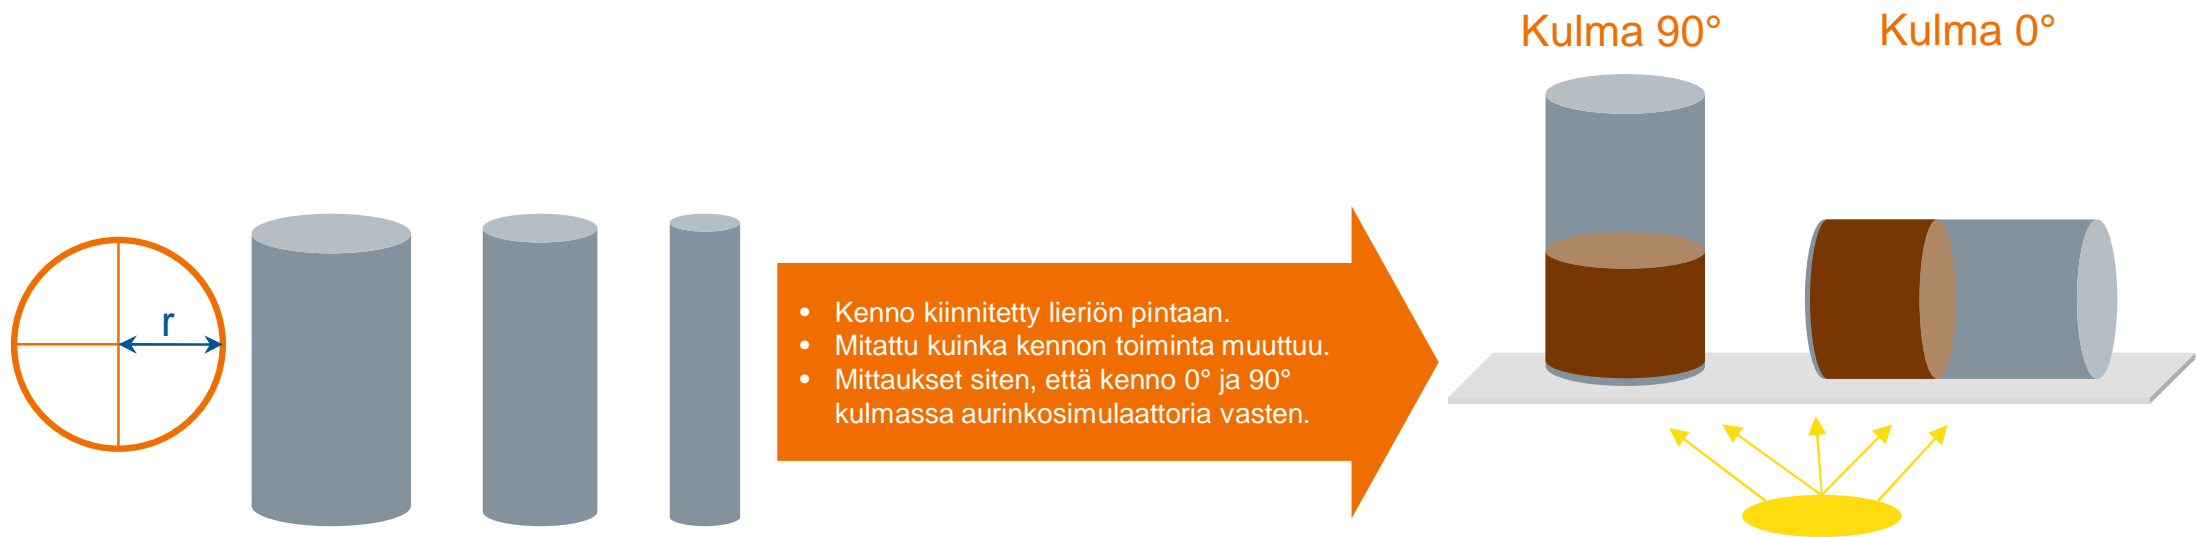 Kulma 90°
Kulma 0°
r
• Kenno kiinnitetty lieriön pintaan.
• Mitattu kuinka kennon toiminta muuttuu.
• Mittaukset siten, että kenno 0° ja 90°
kulmassa aurinkosimulaattoria vasten.